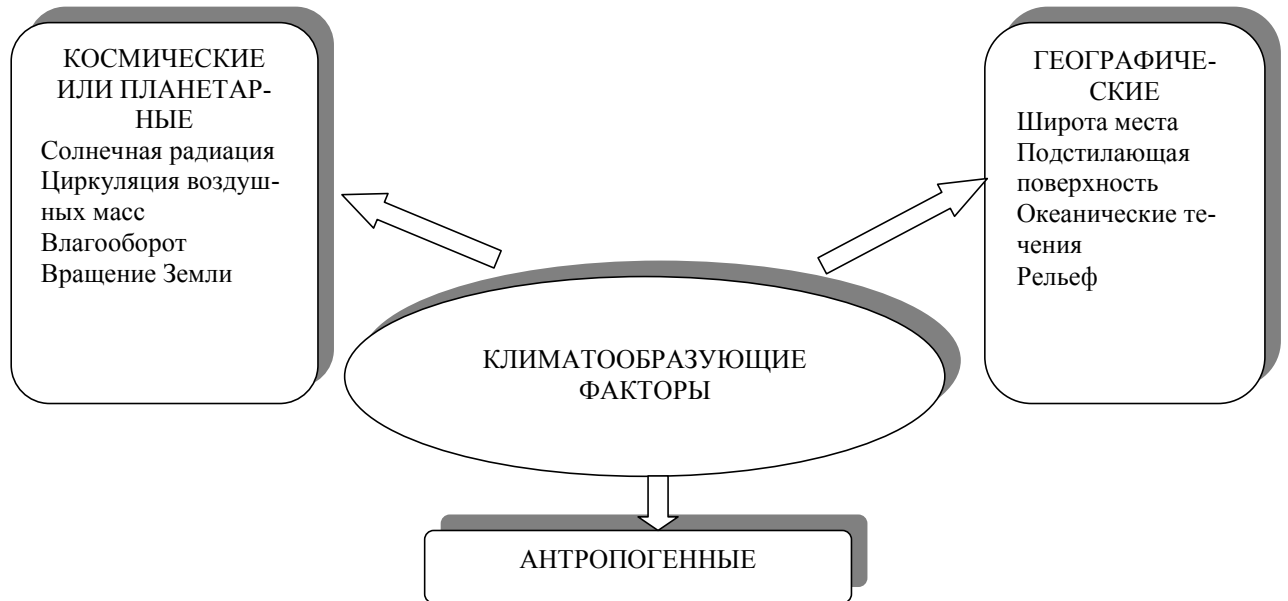 КОСМИЧЕСКИЕ
ИЛИ ПЛАНЕТАР-
НЫЕ
Солнечная радиация
Циркуляция воздуш-
ных масс
Влагооборот
Вращение Земли
ГЕОГРАФИЧЕ-
СКИЕ
Широта места
Подстилающая
поверхность
Океанические те-
чения
Рельеф
КЛИМАТООБРАЗУЮЩИЕ
ФАКТОРЫ
АНТРОПОГЕННЫЕ